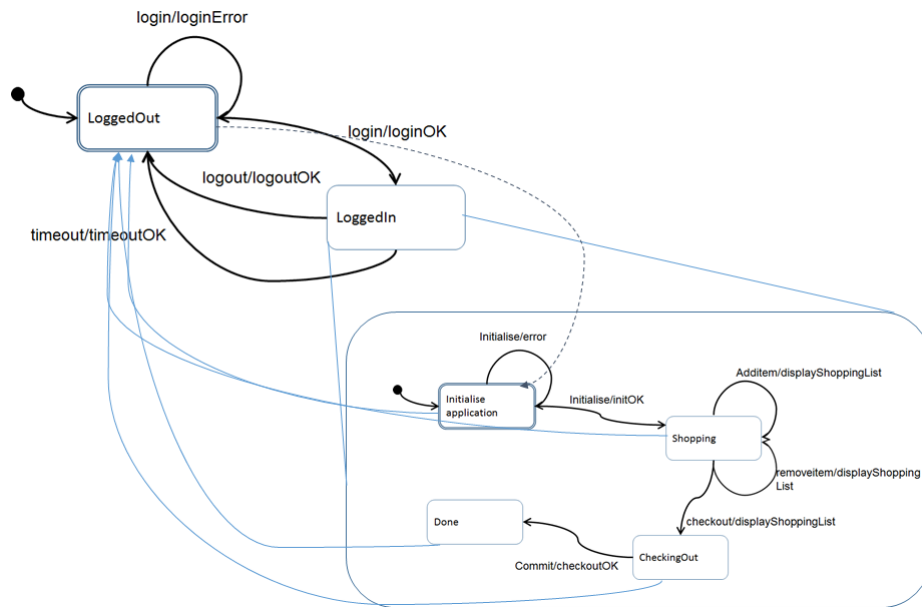 login/loginError
LoggedOut
login/loginOK
logout/logoutOK
LoggedIn
timeout/timeoutOK
Initialise/error
Additem/displayShoppingList
Initialise
application
Initialise/initOK
Shopping
removeitem/displayShopping
List
checkout/displayShoppingList
Done
Commit/checkoutOK
CheckingOut